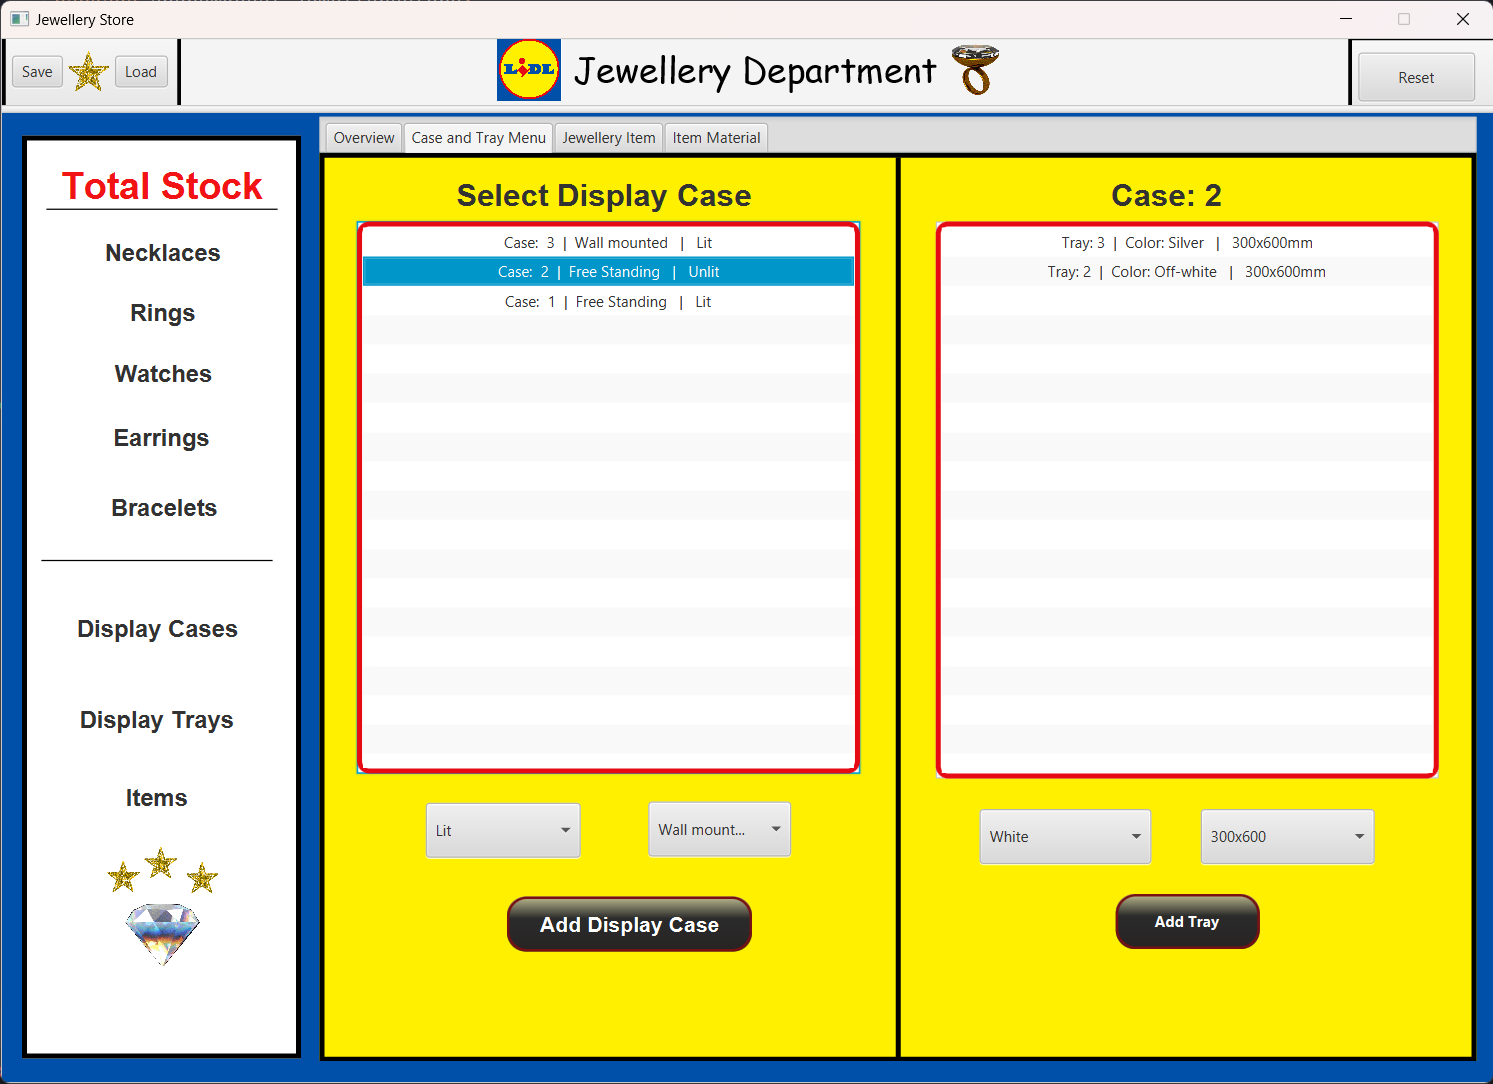 Jewellery Store
Save
Load
LIDL
Jewellery Department
Reset
Total Stock
Necklaces
Rings
Watches
Earrings
Bracelets
Display Cases
Display Trays
Items
Overview
Case and Tray Menu
Jewellery Item
Item Material
Select Display Case
Case: 3 | Wall mounted | Lit
Case: 2 | Free Standing | Unlit
Case: 1 | Free Standing | Lit
Lit
Wall mount...
Add Display Case
Case: 2
Tray: 3 | Color: Silver | 300x600mm
Tray: 2 | Color: Off-white | 300x600mm
White
300x600
Add Tray